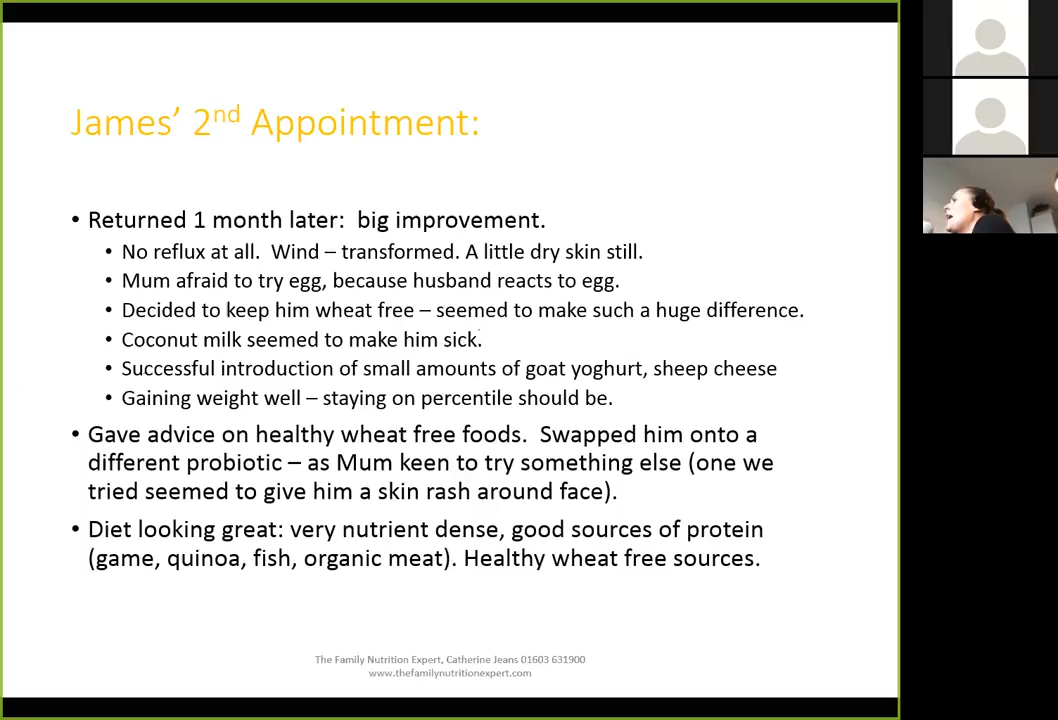 James’ 2nd Appointment:
• Returned 1 month later:  big improvement.
• No reflux at all.  Wind – transformed. A little dry skin still.
• Mum afraid to try egg, because husband reacts to egg.
• Decided to keep him wheat free – seemed to make such a huge difference.
• Coconut milk seemed to make him sick.
• Successful introduction of small amounts of goat yoghurt, sheep cheese
• Gaining weight well – staying on percentile should be.
• Gave advice on healthy wheat free foods.  Swapped him onto a
different probiotic – as Mum keen to try something else (one we
tried seemed to give him a skin rash around face).
• Diet looking great: very nutrient dense, good sources of protein
(game, quinoa, fish, organic meat). Healthy wheat free sources.
The Family Nutrition Expert, Catherine Jeans 01603 631900
www.thefamilynutritionexpert.com